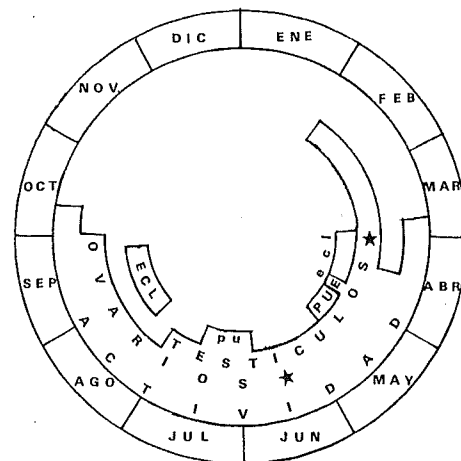 ENE
FEB
MAR
ABR
MAY
JUN
JUL
AGO
SEP
OCT
NOV
DIC
ACTIVIDAD
OVARIOS
TESTICULOS
ECL
ecl
PUE
pu